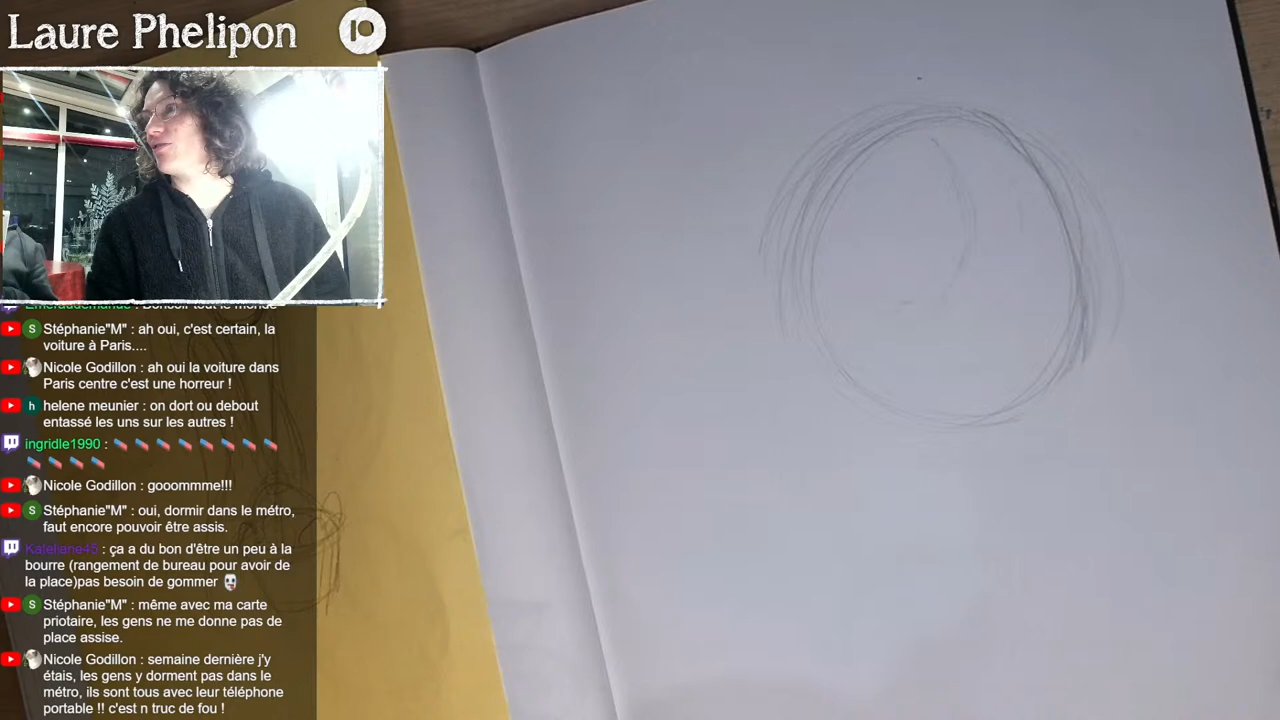 Laure Phelipon
Emeraudemande : Bonsoir tout le monde
Stéphanie"M" : ah oui, c'est certain, la
voiture à Paris....
Nicole Godillon : ah oui la voiture dans
Paris centre c'est une horreur !
helene meunier : on dort ou debout
entassé les uns sur les autres !
ingridle1990 :
Nicole Godillon : gooommme!!!
Stéphanie"M" : oui, dormir dans le métro,
faut encore pouvoir être assis.
Kateliane45 : ça a du bon d'être un peu à la
bourre (rangement de bureau pour avoir de
la place)pas besoin de gommer
Stéphanie"M" : même avec ma carte
priotaire, les gens ne me donne pas de
place assise.
Nicole Godillon : semaine dernière j'y
étais, les gens y dorment pas dans le
métro, ils sont tous avec leur téléphone
portable !! c'est n truc de fou !